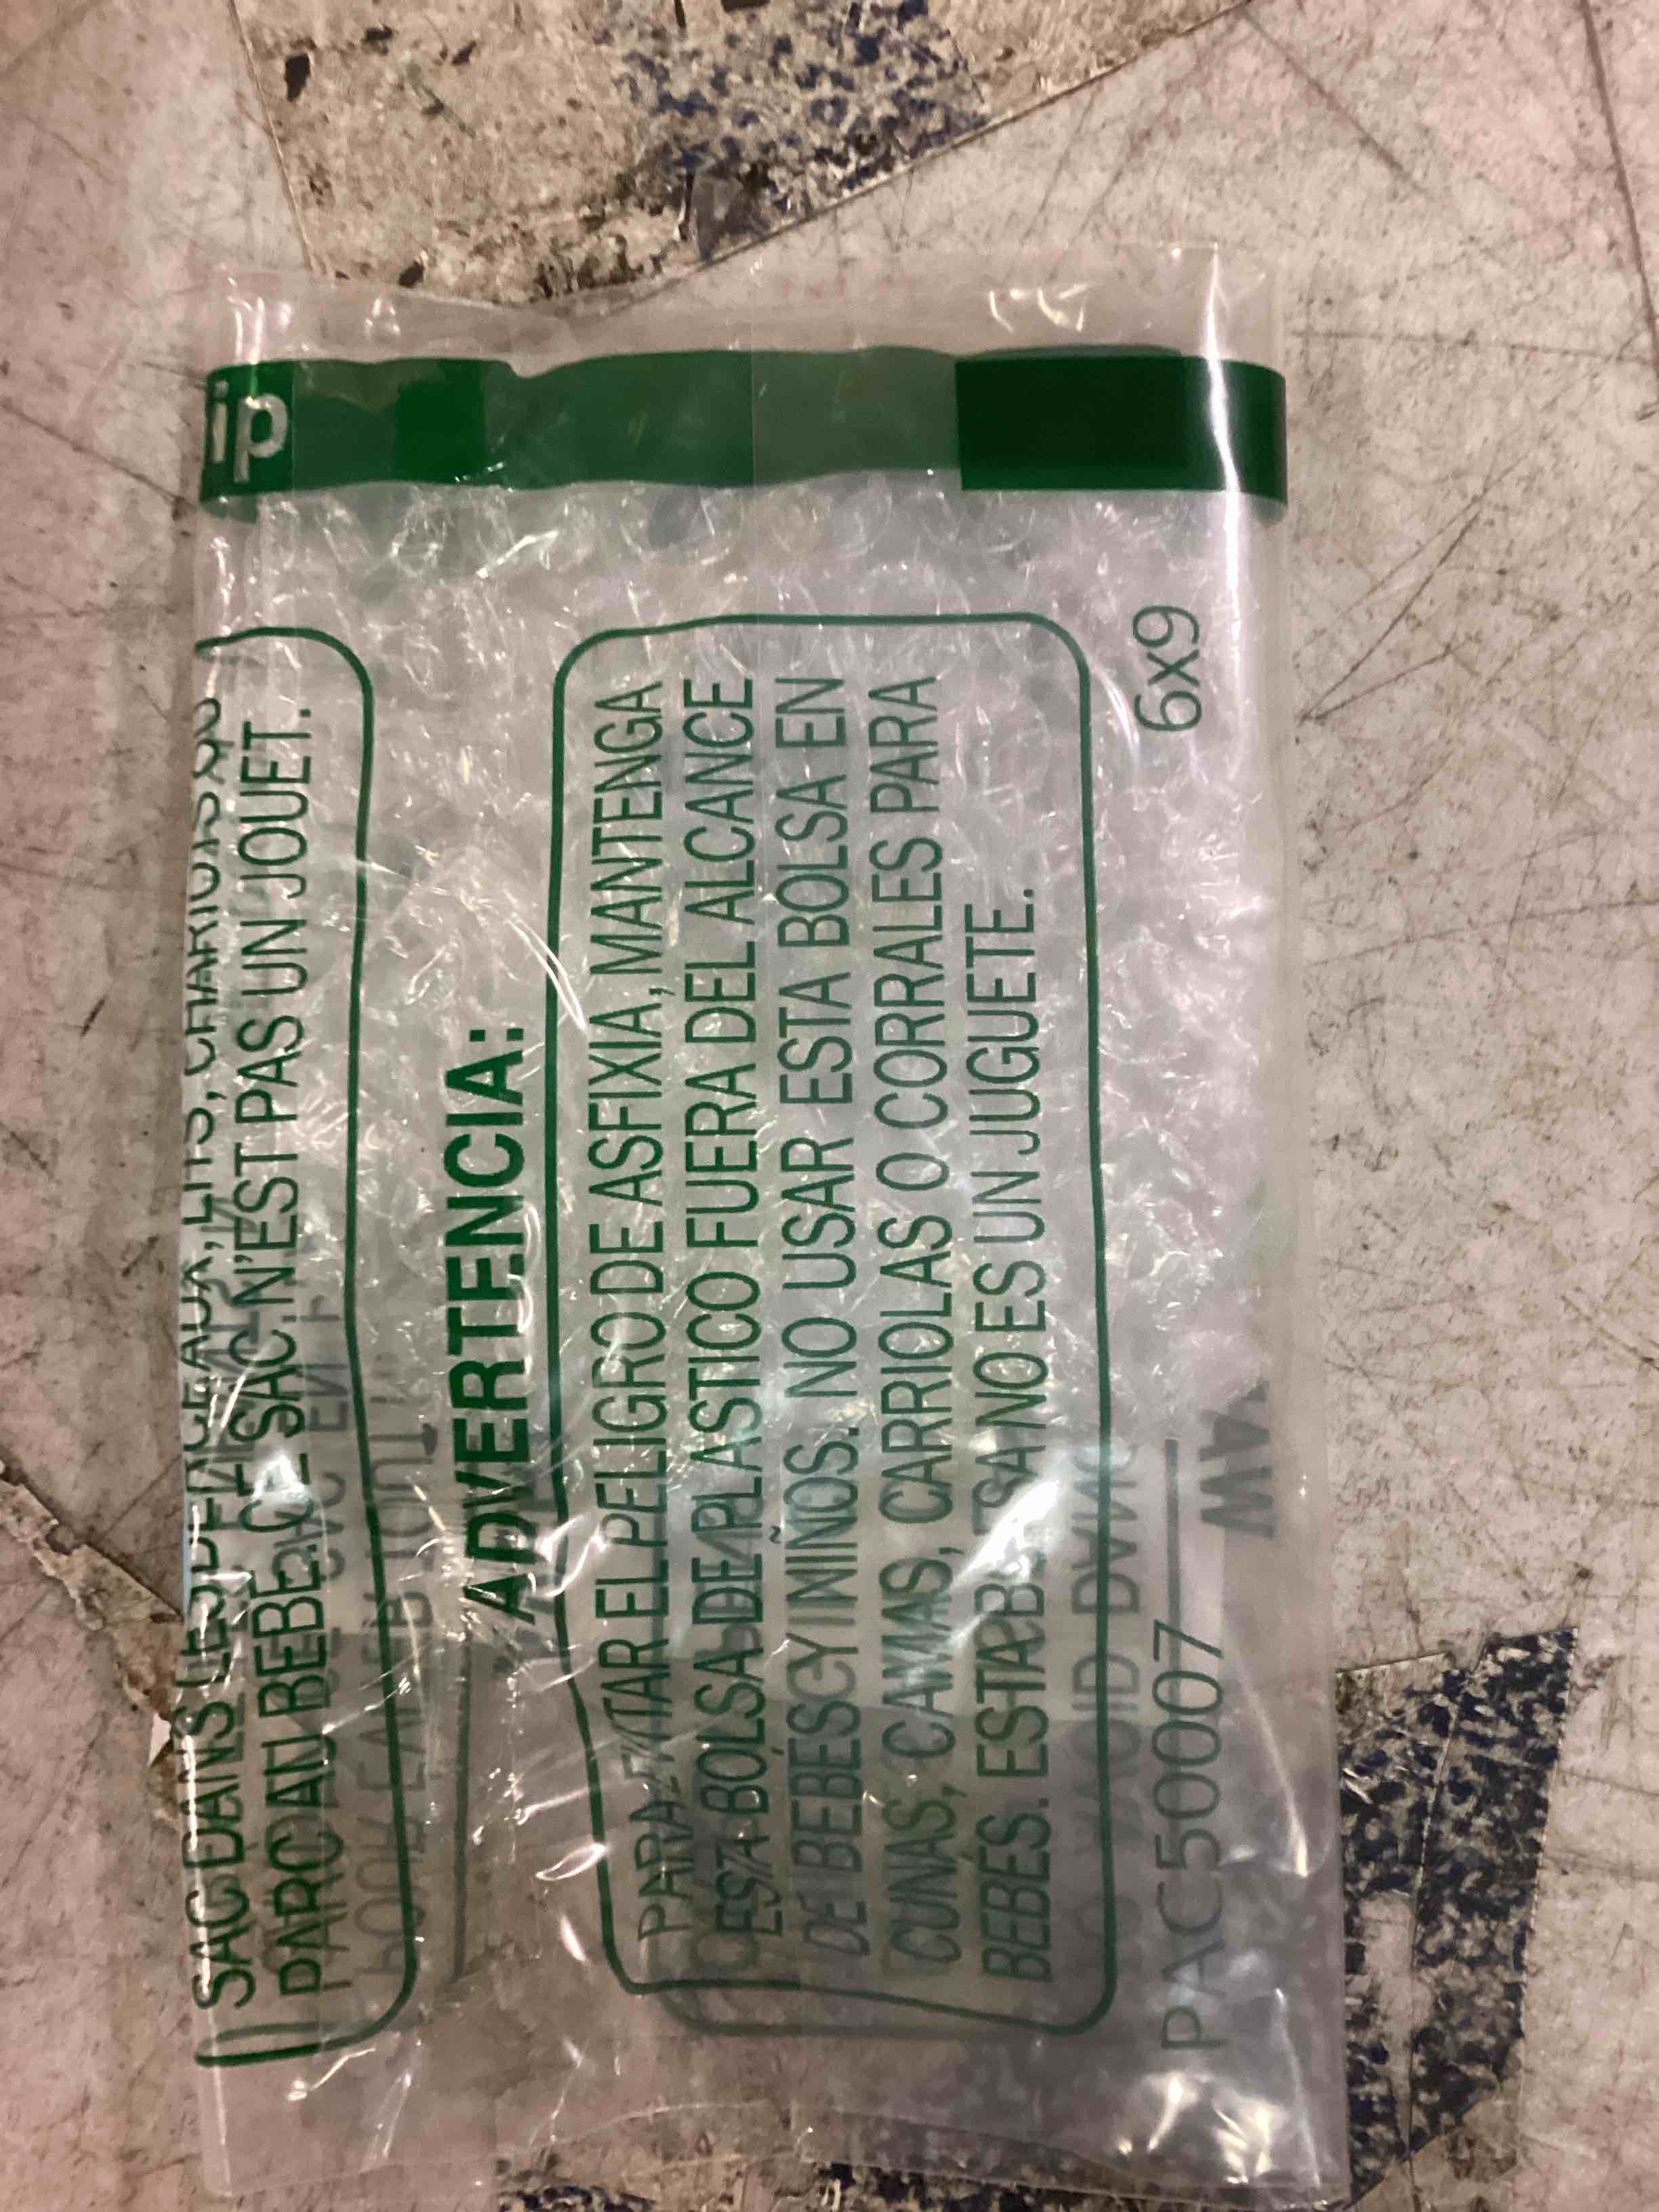 ip
SAC DANS LES BERCEAUX, LITS, CHARIOTS OU
PARC AU BEBE. CE SAC N'EST PAS UN JOUET.
ADVERTENCIA:
PARA EVITAR EL PELIGRO DE ASFIXIA, MANTENGA
ESTA BOLSA DE PLASTICO FUERA DEL ALCANCE
DE BEBES Y NIÑOS. NO USAR ESTA BOLSA EN
CUNAS, CAMAS, CARRIOLAS O CORRALES PARA
BEBÉS. ESTA BOLSA NO ES UN JUGUETE.
PAC50007
6x9